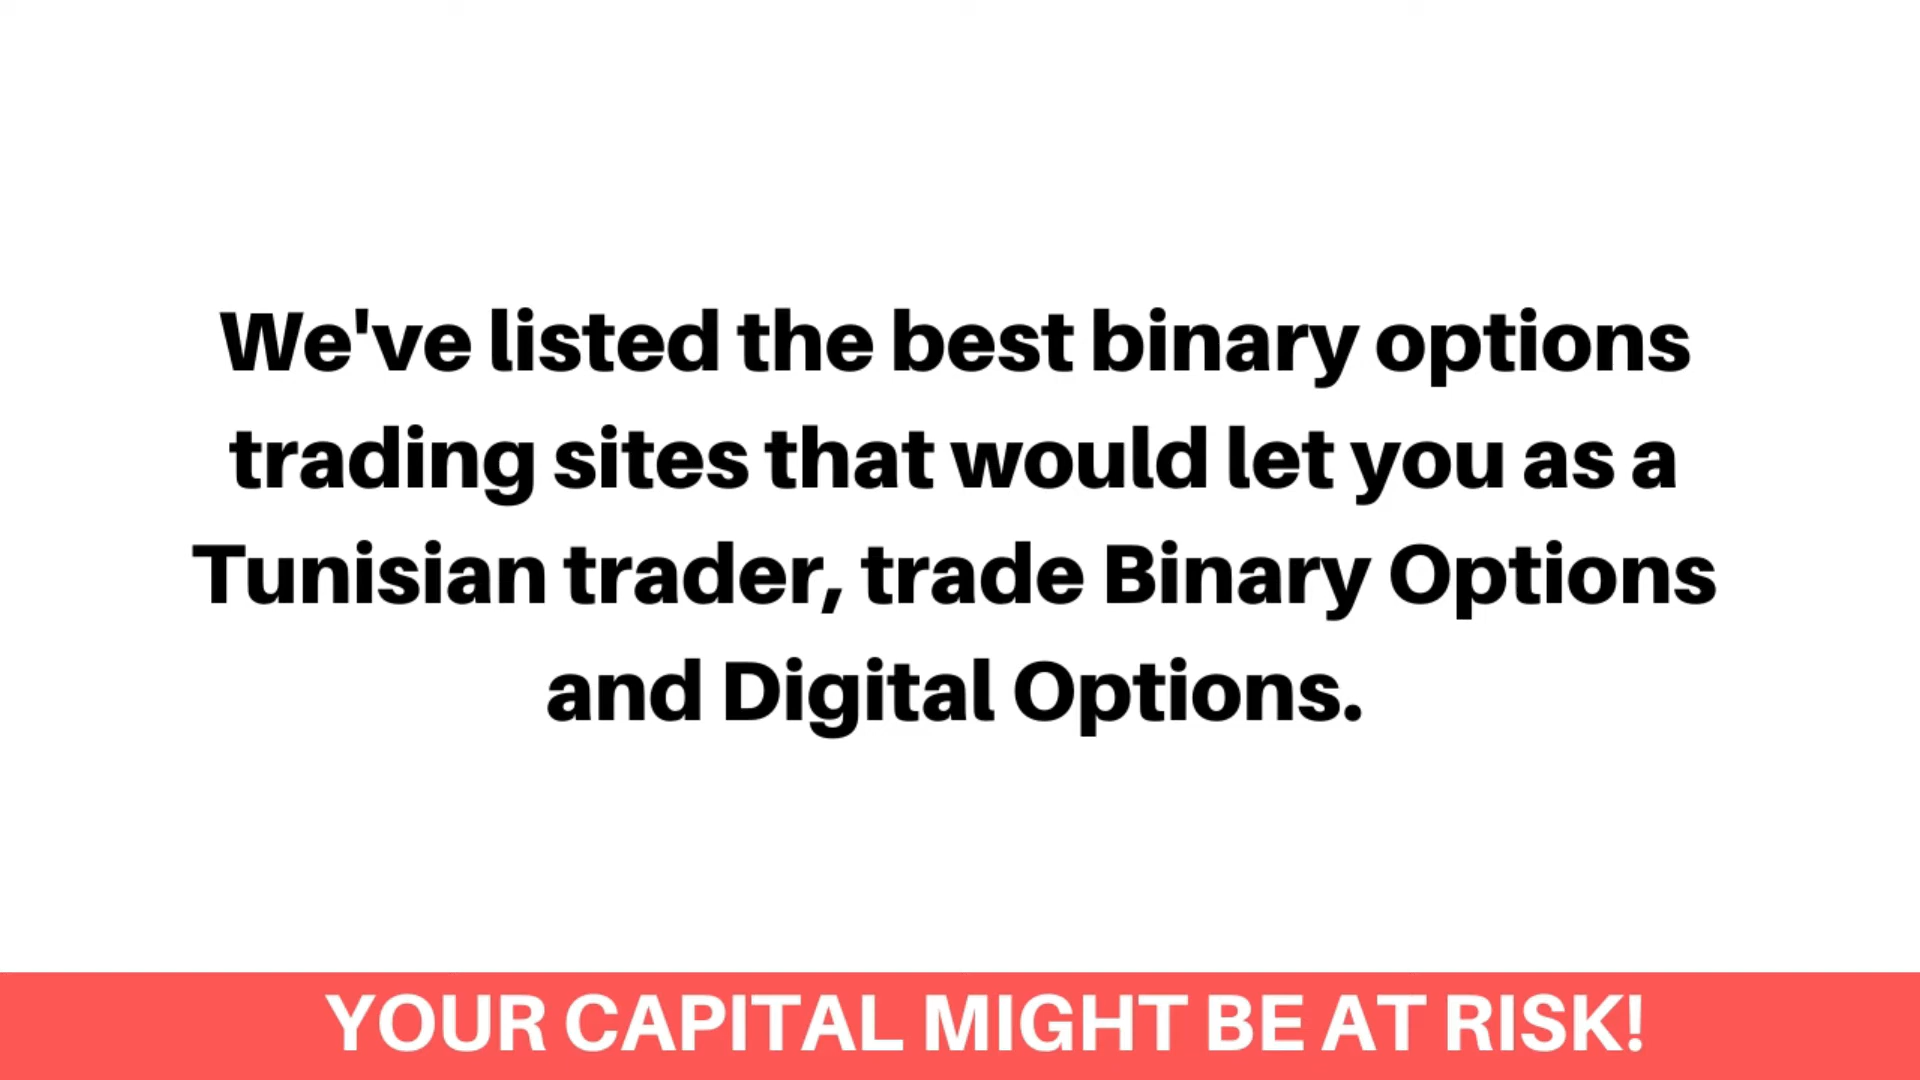 We've listed the best binary options
trading sites that would let you as a
Tunisian trader, trade Binary Options
and Digital Options.
YOUR CAPITAL MIGHT BE AT RISK!